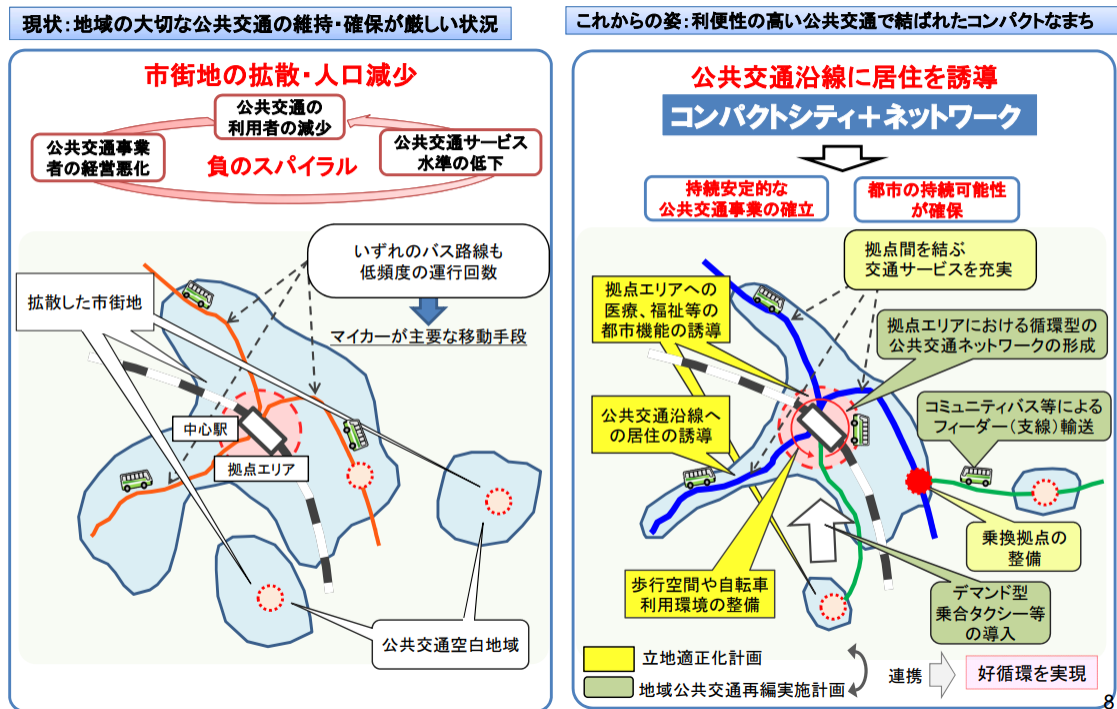 現状:地域の大切な公共交通の維持・確保が厳しい状況
市街地の拡散・人口減少
公共交通の
利用者の減少
公共交通事業
者の経営悪化
負のスパイラル
公共交通サービス
水準の低下
いずれのバス路線も
低頻度の運行回数
拡散した市街地
マイカーが主要な移動手段
中心駅
拠点エリア
公共交通空白地域
これからの姿:利便性の高い公共交通で結ばれたコンパクトなまち
公共交通沿線に居住を誘導
コンパクトシティ+ネットワーク
持続安定的な
公共交通事業の確立
都市の持続可能性
が確保
拠点間を結ぶ
交通サービスを充実
拠点エリアへの
医療、福祉等の
都市機能の誘導
拠点エリアにおける循環型の
公共交通ネットワークの形成
公共交通沿線へ
の居住の誘導
コミュニティバス等による
フィーダー(支線)輸送
乗換拠点の
整備
歩行空間や自転車
利用環境の整備
デマンド型
乗合タクシー等
の導入
立地適正化計画
地域公共交通再編実施計画
連携
好循環を実現
8